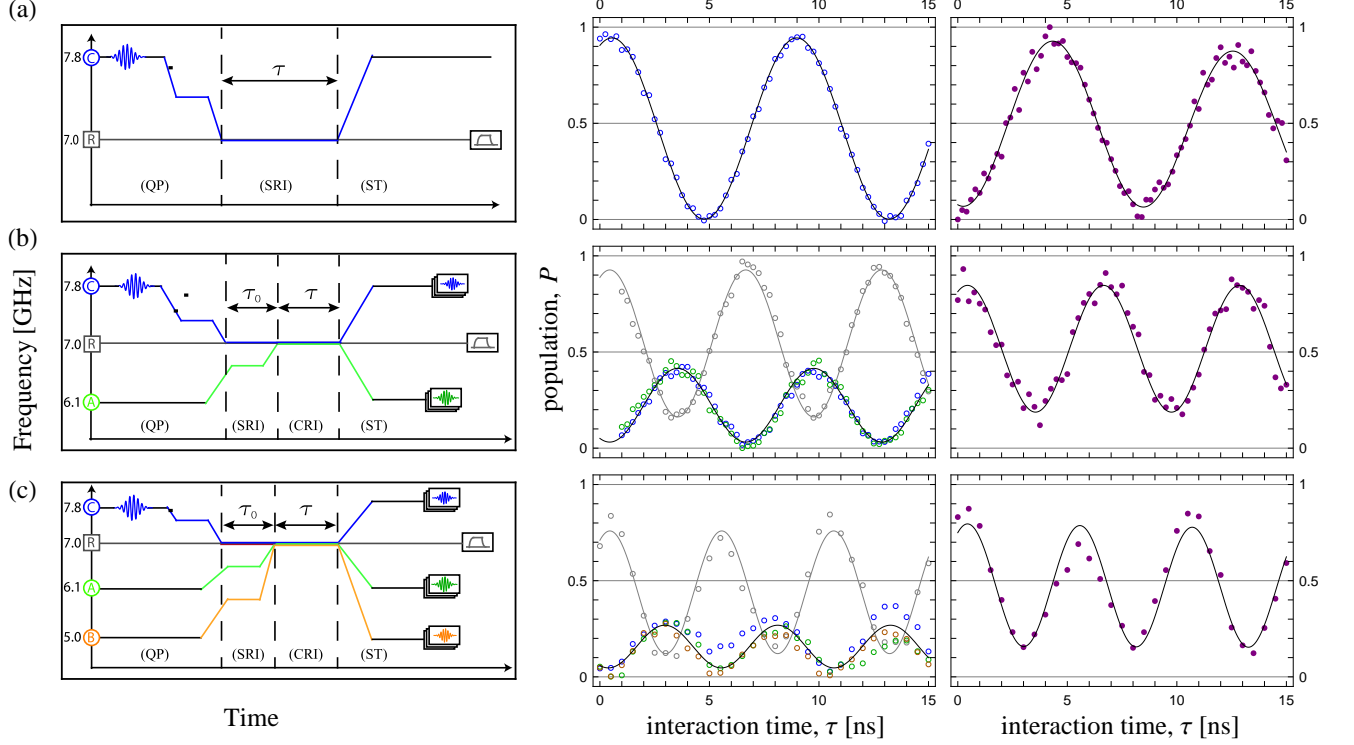 (a)
7.8 C
τ
7.0 R
(QP) (SRI) (ST)
0 5 10 15
1
0.5
0
0 5 10 15
1
0.5
0
(b)
7.8 C
τ₀ τ
7.0 R
6.1 A
(QP) (SRI) (CRI) (ST)
1
0.5
0
1
0.5
0
(c)
7.8 C
τ₀ τ
7.0 R
6.1 A
5.0 B
(QP) (SRI) (CRI) (ST)
1
0.5
0
0 5 10 15
1
0.5
0
0 5 10 15
Frequency [GHz]
Time
population, P
interaction time, τ [ns]
interaction time, τ [ns]